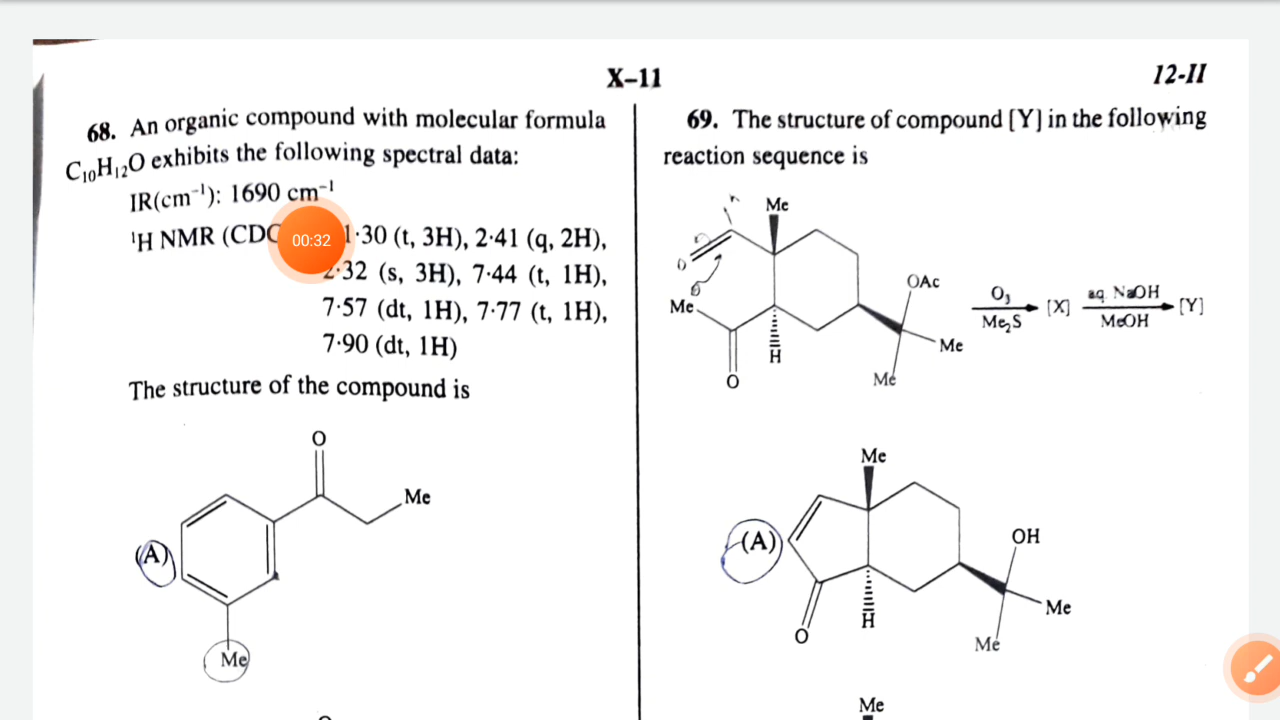 X–11
12-II
68. An organic compound with molecular formula
C₁₀H₁₂O exhibits the following spectral data:
IR(cm⁻¹): 1690 cm⁻¹
¹H NMR (CDC
00:32
1·30 (t, 3H), 2·41 (q, 2H),
2·32 (s, 3H), 7·44 (t, 1H),
7·57 (dt, 1H), 7·77 (t, 1H),
7·90 (dt, 1H)
The structure of the compound is
O
Me
(A)
Me
69. The structure of compound [Y] in the following
reaction sequence is
Me
O
Me
OAc
O₃
Me₂S
[X]
aq. NaOH
MeOH
[Y]
H
Me
O
Me
Me
(A)
OH
H
Me
O
Me
Me